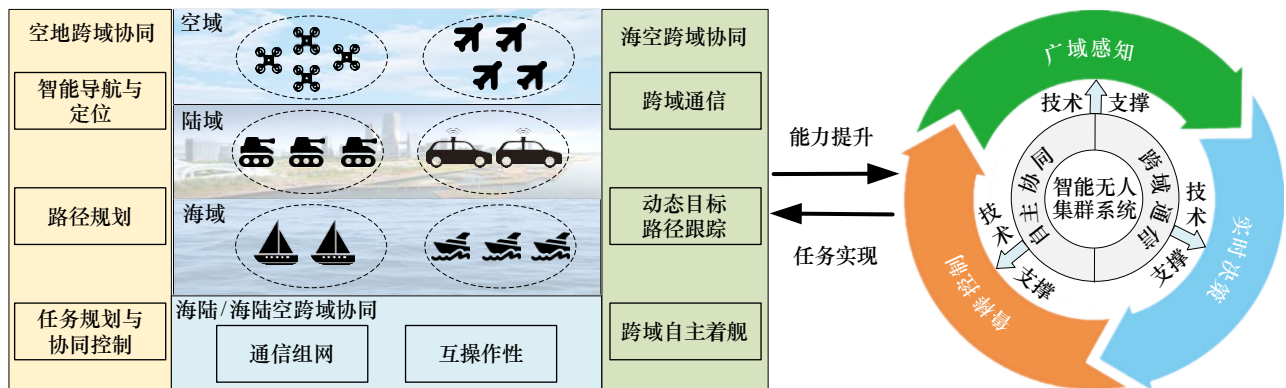 空地跨域协同
智能导航与
定位
路径规划
任务规划与
协同控制
空域
陆域
海域
海陆/海陆空跨域协同
通信组网
互操作性
海空跨域协同
跨域通信
动态目标
路径跟踪
跨域自主着舰
能力提升
任务实现
广域感知
实时决策
鲁棒控制
技术
支撑
技术
支撑
技术
支撑
自主协同
跨域通信
智能无人
集群系统